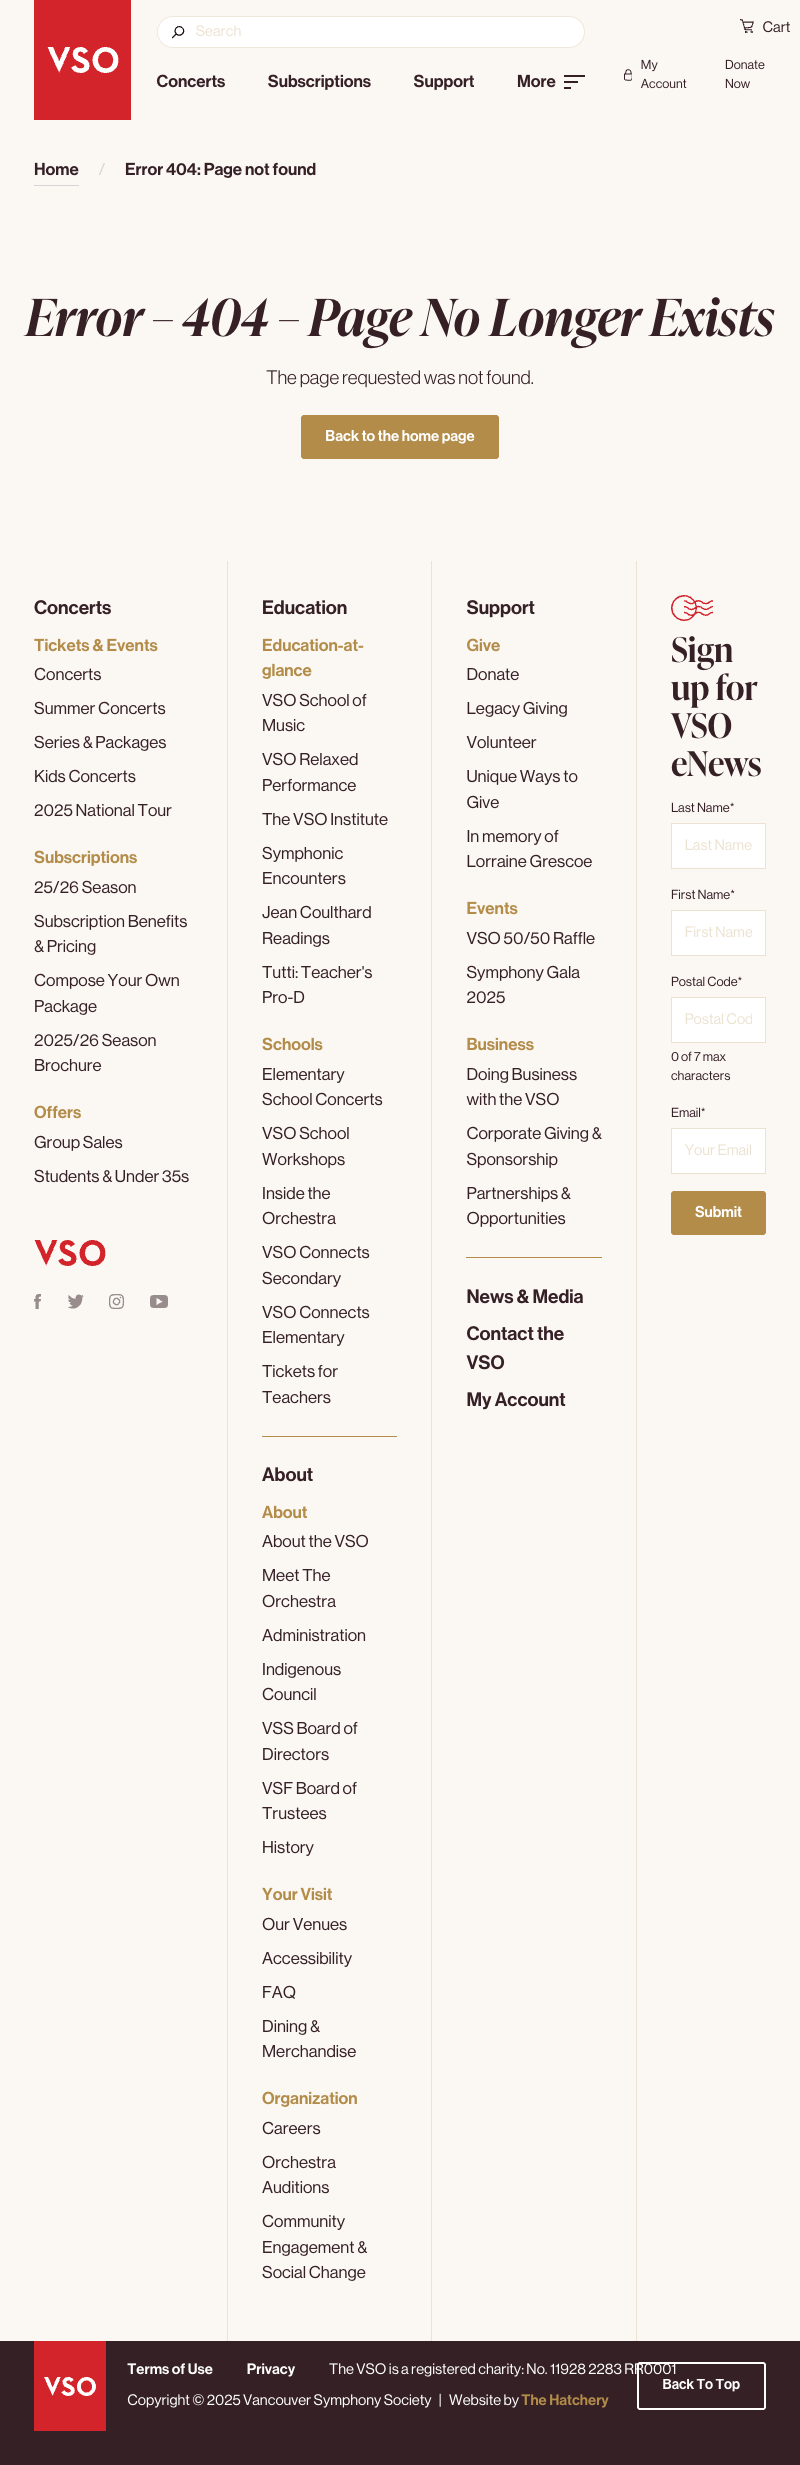 VSO
Search
Cart
Concerts
Subscriptions
Support
More
My
Account
Donate
Now
Home / Error 404: Page not found
Error – 404 – Page No Longer Exists
The page requested was not found.
Back to the home page
Concerts
Tickets & Events
Concerts
Summer Concerts
Series & Packages
Kids Concerts
2025 National Tour
Subscriptions
25/26 Season
Subscription Benefits
& Pricing
Compose Your Own
Package
2025/26 Season
Brochure
Offers
Group Sales
Students & Under 35s
VSO
Education
Education-at-
glance
VSO School of
Music
VSO Relaxed
Performance
The VSO Institute
Symphonic
Encounters
Jean Coulthard
Readings
Tutti: Teacher's
Pro-D
Schools
Elementary
School Concerts
VSO School
Workshops
Inside the
Orchestra
VSO Connects
Secondary
VSO Connects
Elementary
Tickets for
Teachers
About
About
About the VSO
Meet The
Orchestra
Administration
Indigenous
Council
VSS Board of
Directors
VSF Board of
Trustees
History
Your Visit
Our Venues
Accessibility
FAQ
Dining &
Merchandise
Organization
Careers
Orchestra
Auditions
Community
Engagement &
Social Change
Support
Give
Donate
Legacy Giving
Volunteer
Unique Ways to
Give
In memory of
Lorraine Grescoe
Events
VSO 50/50 Raffle
Symphony Gala
2025
Business
Doing Business
with the VSO
Corporate Giving &
Sponsorship
Partnerships &
Opportunities
News & Media
Contact the
VSO
My Account
Sign
up for
VSO
eNews
Last Name*
Last Name
First Name*
First Name
Postal Code*
Postal Cod
0 of 7 max
characters
Email*
Your Email
Submit
VSO
Terms of Use
Privacy
The VSO is a registered charity: No. 11928 2283 RR0001
Copyright © 2025 Vancouver Symphony Society | Website by The Hatchery
Back To Top